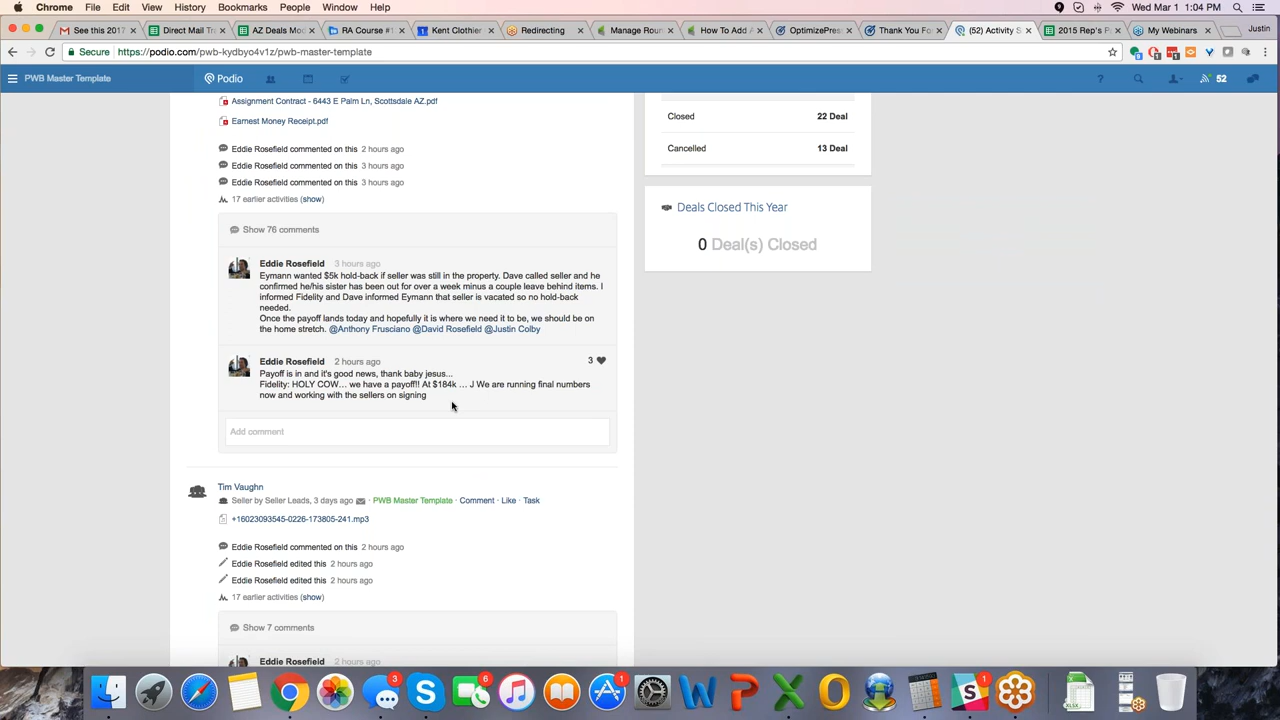 Chrome File Edit View History Bookmarks People Window Help Wed Mar 1 1:04 PM
See this 2017 Direct Mail Tra AZ Deals Mod RA Course #1 Kent Clothier Redirecting Manage Roun How To Add A OptimizePres Thank You Fo (52) Activity S 2015 Rep's P My Webinars Justin
Secure https://podio.com/pwb-kydbyo4v1z/pwb-master-template
PWB Master Template Podio ? 52
Assignment Contract - 6443 E Palm Ln, Scottsdale AZ.pdf
Earnest Money Receipt.pdf
Eddie Rosefield commented on this 2 hours ago
Eddie Rosefield commented on this 3 hours ago
Eddie Rosefield commented on this 3 hours ago
17 earlier activities (show)
Show 76 comments
Eddie Rosefield 3 hours ago
Eymann wanted $5k hold-back if seller was still in the property. Dave called seller and he
confirmed he/his sister has been out for over a week minus a couple leave behind items. I
informed Fidelity and Dave informed Eymann that seller is vacated so no hold-back
needed.
Once the payoff lands today and hopefully it is where we need it to be, we should be on
the home stretch. @Anthony Frusciano @David Rosefield @Justin Colby
Eddie Rosefield 2 hours ago 3
Payoff is in and it's good news, thank baby jesus...
Fidelity: HOLY COW… we have a payoff!! At $184k … J We are running final numbers
now and working with the sellers on signing
Add comment
Tim Vaughn
Seller by Seller Leads, 3 days ago · PWB Master Template · Comment · Like · Task
+16023093545-0226-173805-241.mp3
Eddie Rosefield commented on this 2 hours ago
Eddie Rosefield edited this 2 hours ago
Eddie Rosefield edited this 2 hours ago
17 earlier activities (show)
Show 7 comments
Eddie Rosefield 2 hours ago
Closed 22 Deal
Cancelled 13 Deal
Deals Closed This Year
0 Deal(s) Closed
3 6 1 1